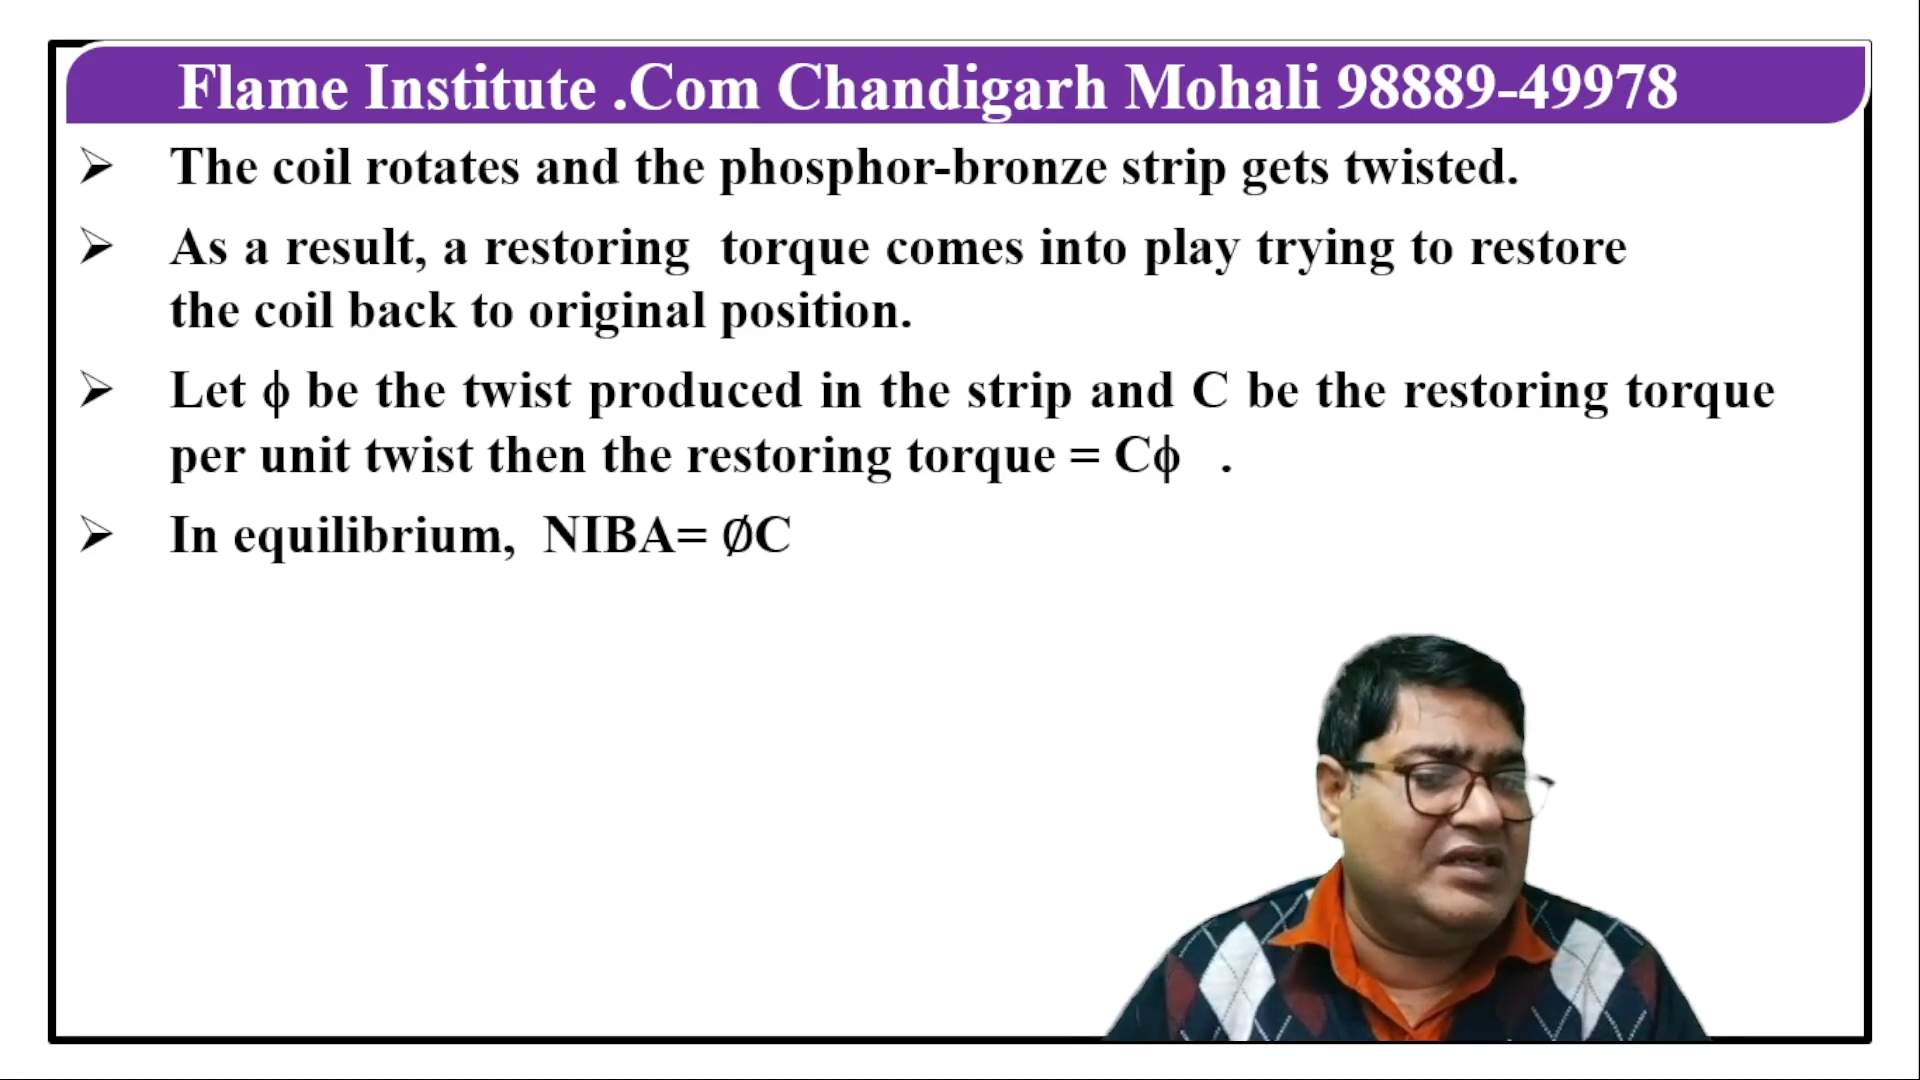 Flame Institute .Com Chandigarh Mohali 98889-49978
➢ The coil rotates and the phosphor-bronze strip gets twisted.
➢ As a result, a restoring torque comes into play trying to restore
the coil back to original position.
➢ Let ϕ be the twist produced in the strip and C be the restoring torque
per unit twist then the restoring torque = Cϕ .
➢ In equilibrium, NIBA= ∅C